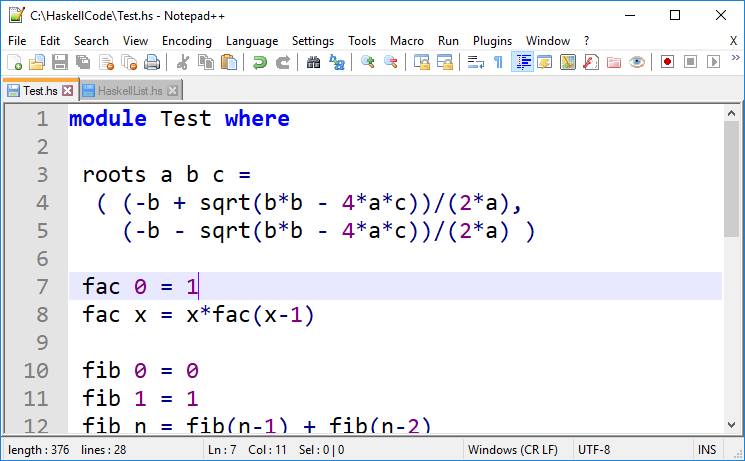 C:\HaskellCode\Test.hs - Notepad++
File Edit Search View Encoding Language Settings Tools Macro Run Plugins Window ? X
Test.hs HaskellList.hs
1 module Test where
2
3 roots a b c =
4 ( (-b + sqrt(b*b - 4*a*c))/(2*a),
5 (-b - sqrt(b*b - 4*a*c))/(2*a) )
6
7 fac 0 = 1
8 fac x = x*fac(x-1)
9
10 fib 0 = 0
11 fib 1 = 1
12 fib n = fib(n-1) + fib(n-2)
length : 376 lines : 28 Ln : 7 Col : 11 Sel : 0 | 0 Windows (CR LF) UTF-8 INS